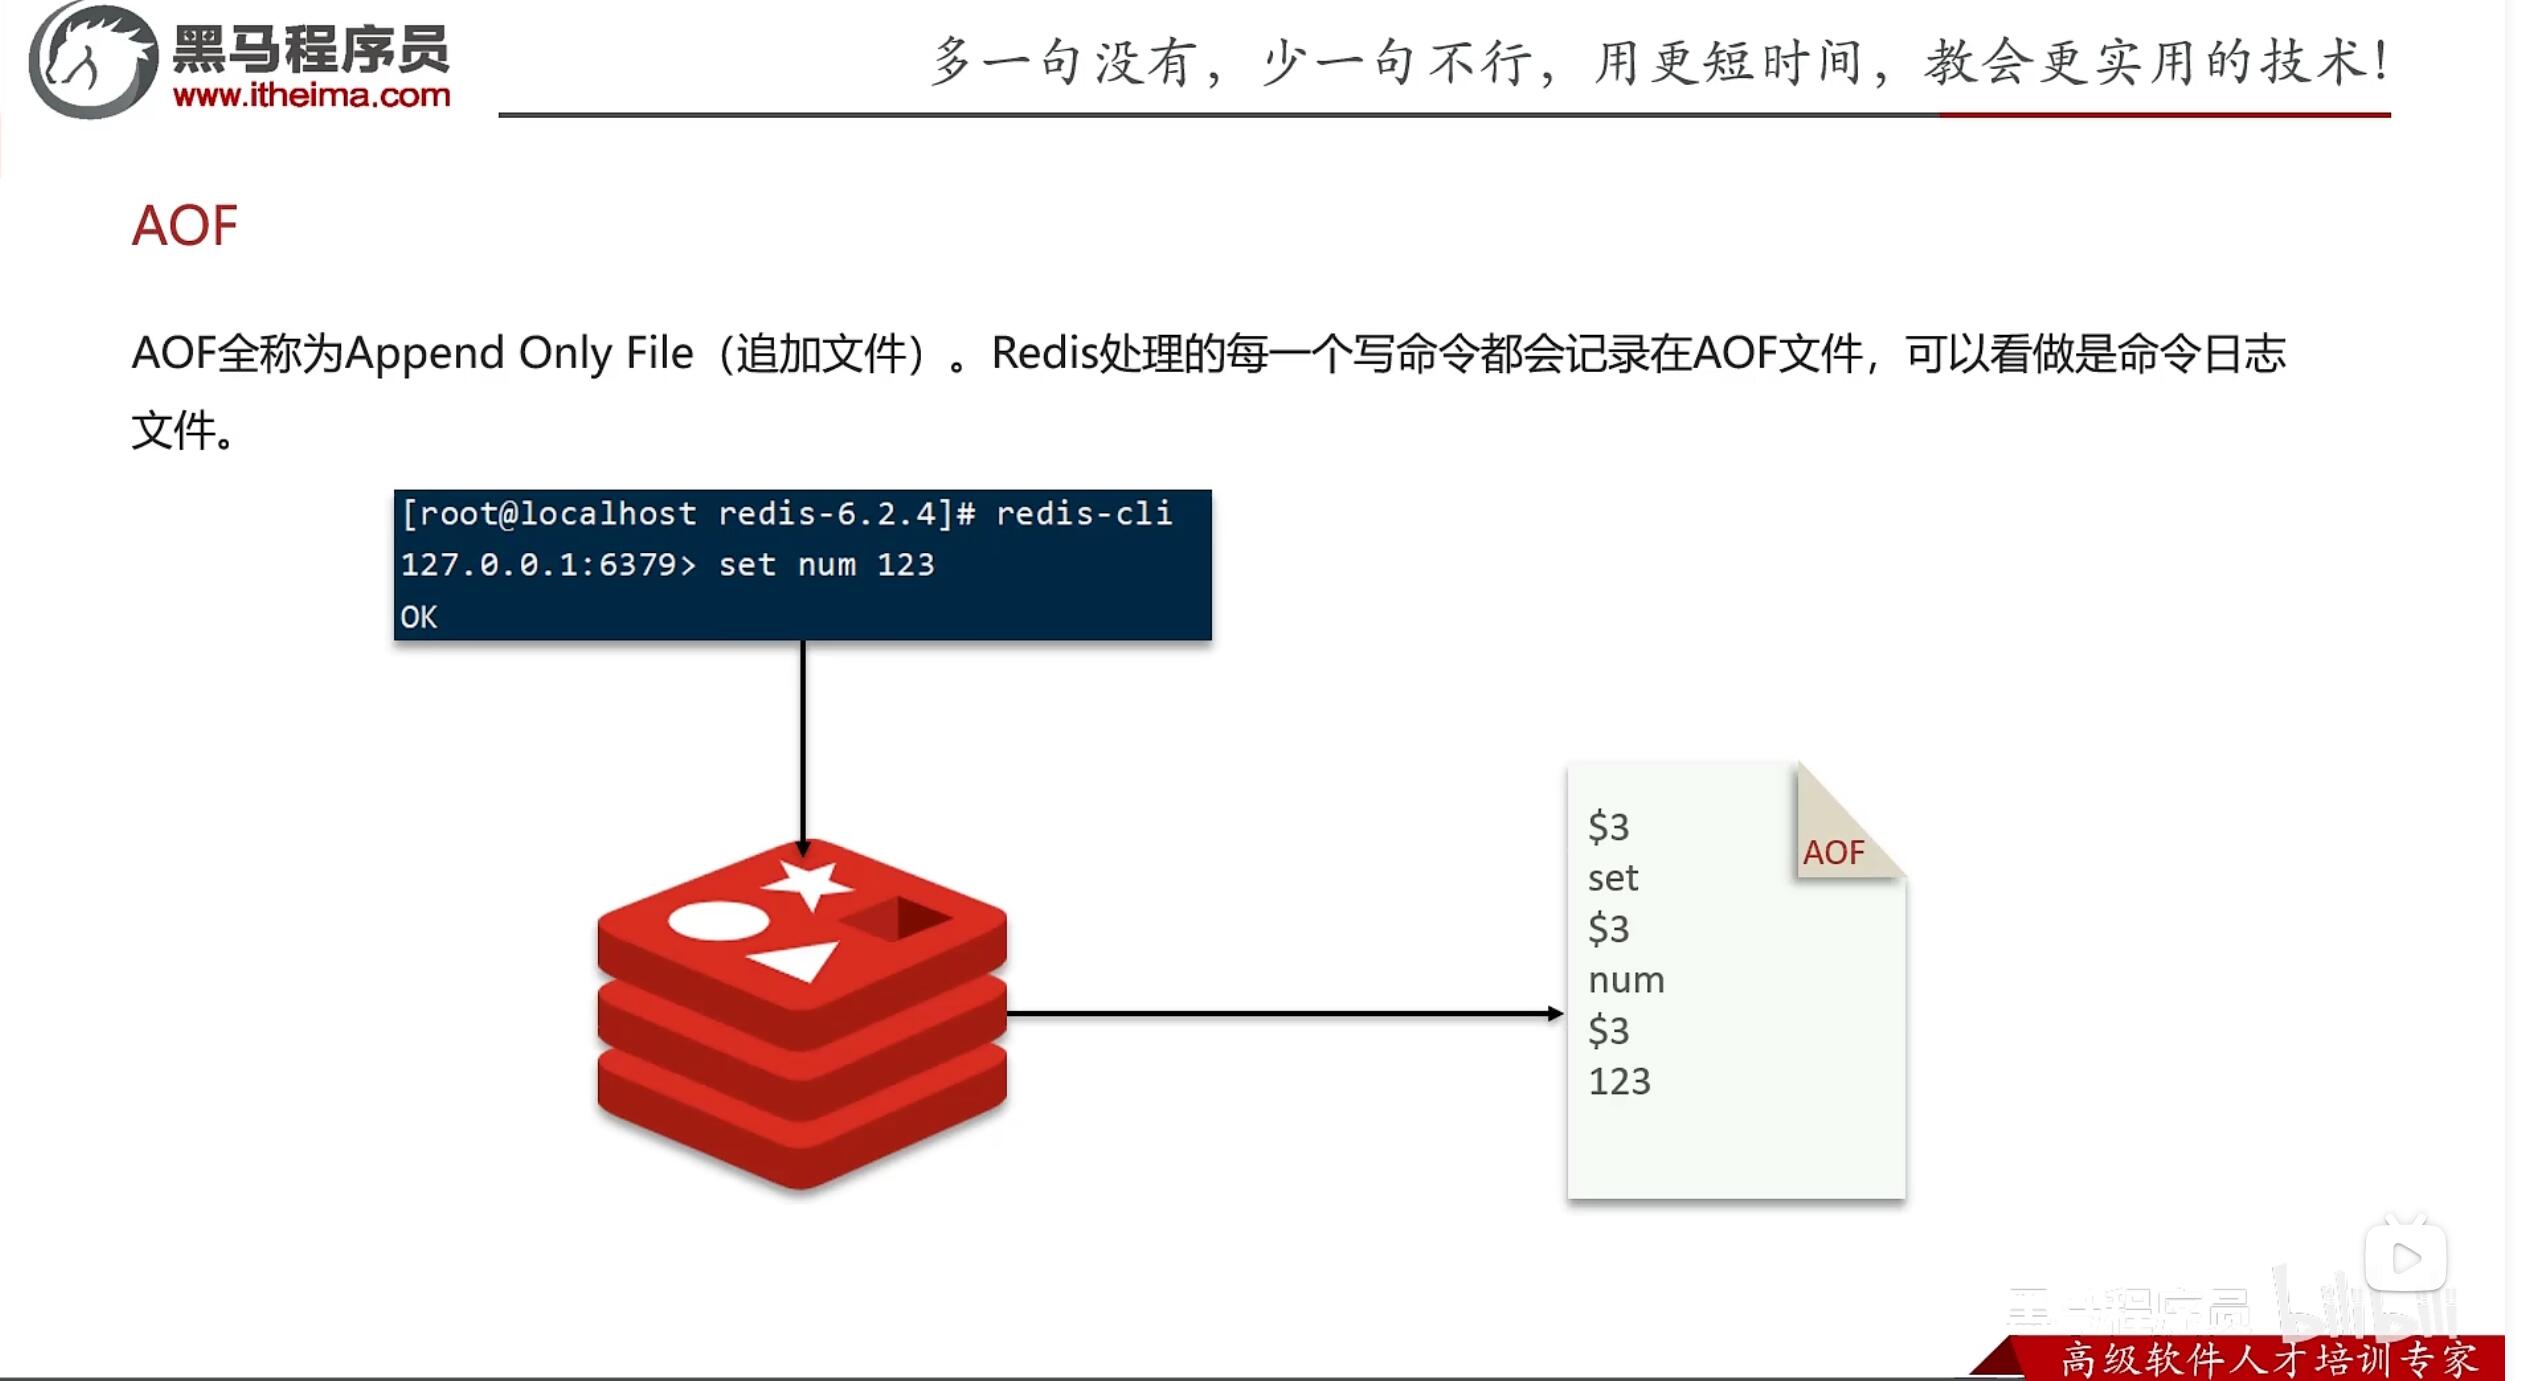 黑马程序员
www.itheima.com
多一句没有，少一句不行，用更短时间，教会更实用的技术！
AOF
AOF全称为Append Only File（追加文件）。Redis处理的每一个写命令都会记录在AOF文件，可以看做是命令日志
文件。
[root@localhost redis-6.2.4]# redis-cli
127.0.0.1:6379> set num 123
OK
AOF
$3
set
$3
num
$3
123
黑马程序员 bilibili
高级软件人才培训专家